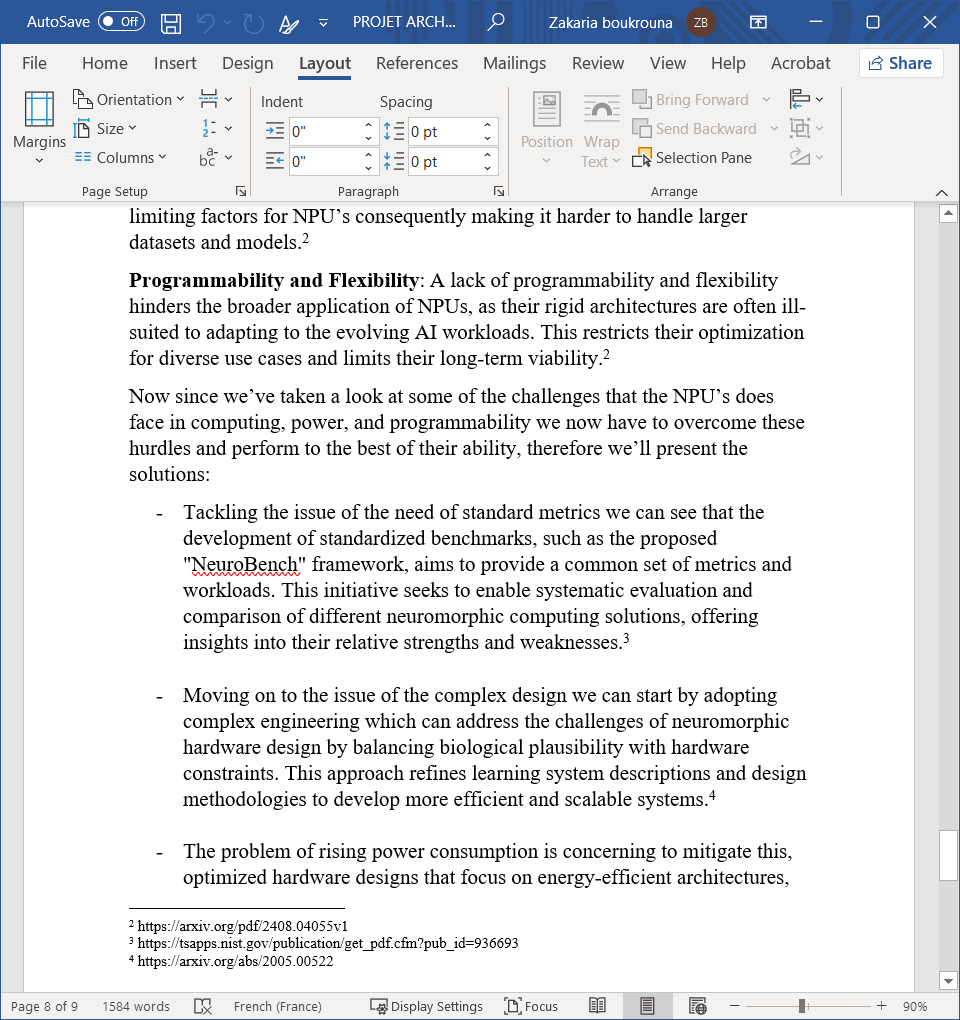 AutoSave Off PROJET ARCH... Zakaria boukrouna ZB
File Home Insert Design Layout References Mailings Review View Help Acrobat Share
Margins
Orientation
Size
Columns
Page Setup
Indent Spacing
0" 0 pt
0" 0 pt
Paragraph
Position
Wrap
Text
Bring Forward
Send Backward
Selection Pane
Arrange
limiting factors for NPU’s consequently making it harder to handle larger
datasets and models.2
Programmability and Flexibility: A lack of programmability and flexibility
hinders the broader application of NPUs, as their rigid architectures are often ill-
suited to adapting to the evolving AI workloads. This restricts their optimization
for diverse use cases and limits their long-term viability.2
Now since we’ve taken a look at some of the challenges that the NPU’s does
face in computing, power, and programmability we now have to overcome these
hurdles and perform to the best of their ability, therefore we’ll present the
solutions:
- Tackling the issue of the need of standard metrics we can see that the
development of standardized benchmarks, such as the proposed
"NeuroBench" framework, aims to provide a common set of metrics and
workloads. This initiative seeks to enable systematic evaluation and
comparison of different neuromorphic computing solutions, offering
insights into their relative strengths and weaknesses.3
- Moving on to the issue of the complex design we can start by adopting
complex engineering which can address the challenges of neuromorphic
hardware design by balancing biological plausibility with hardware
constraints. This approach refines learning system descriptions and design
methodologies to develop more efficient and scalable systems.4
- The problem of rising power consumption is concerning to mitigate this,
optimized hardware designs that focus on energy-efficient architectures,
2 https://arxiv.org/pdf/2408.04055v1
3 https://tsapps.nist.gov/publication/get_pdf.cfm?pub_id=936693
4 https://arxiv.org/abs/2005.00522
Page 8 of 9 1584 words French (France) Display Settings Focus 90%